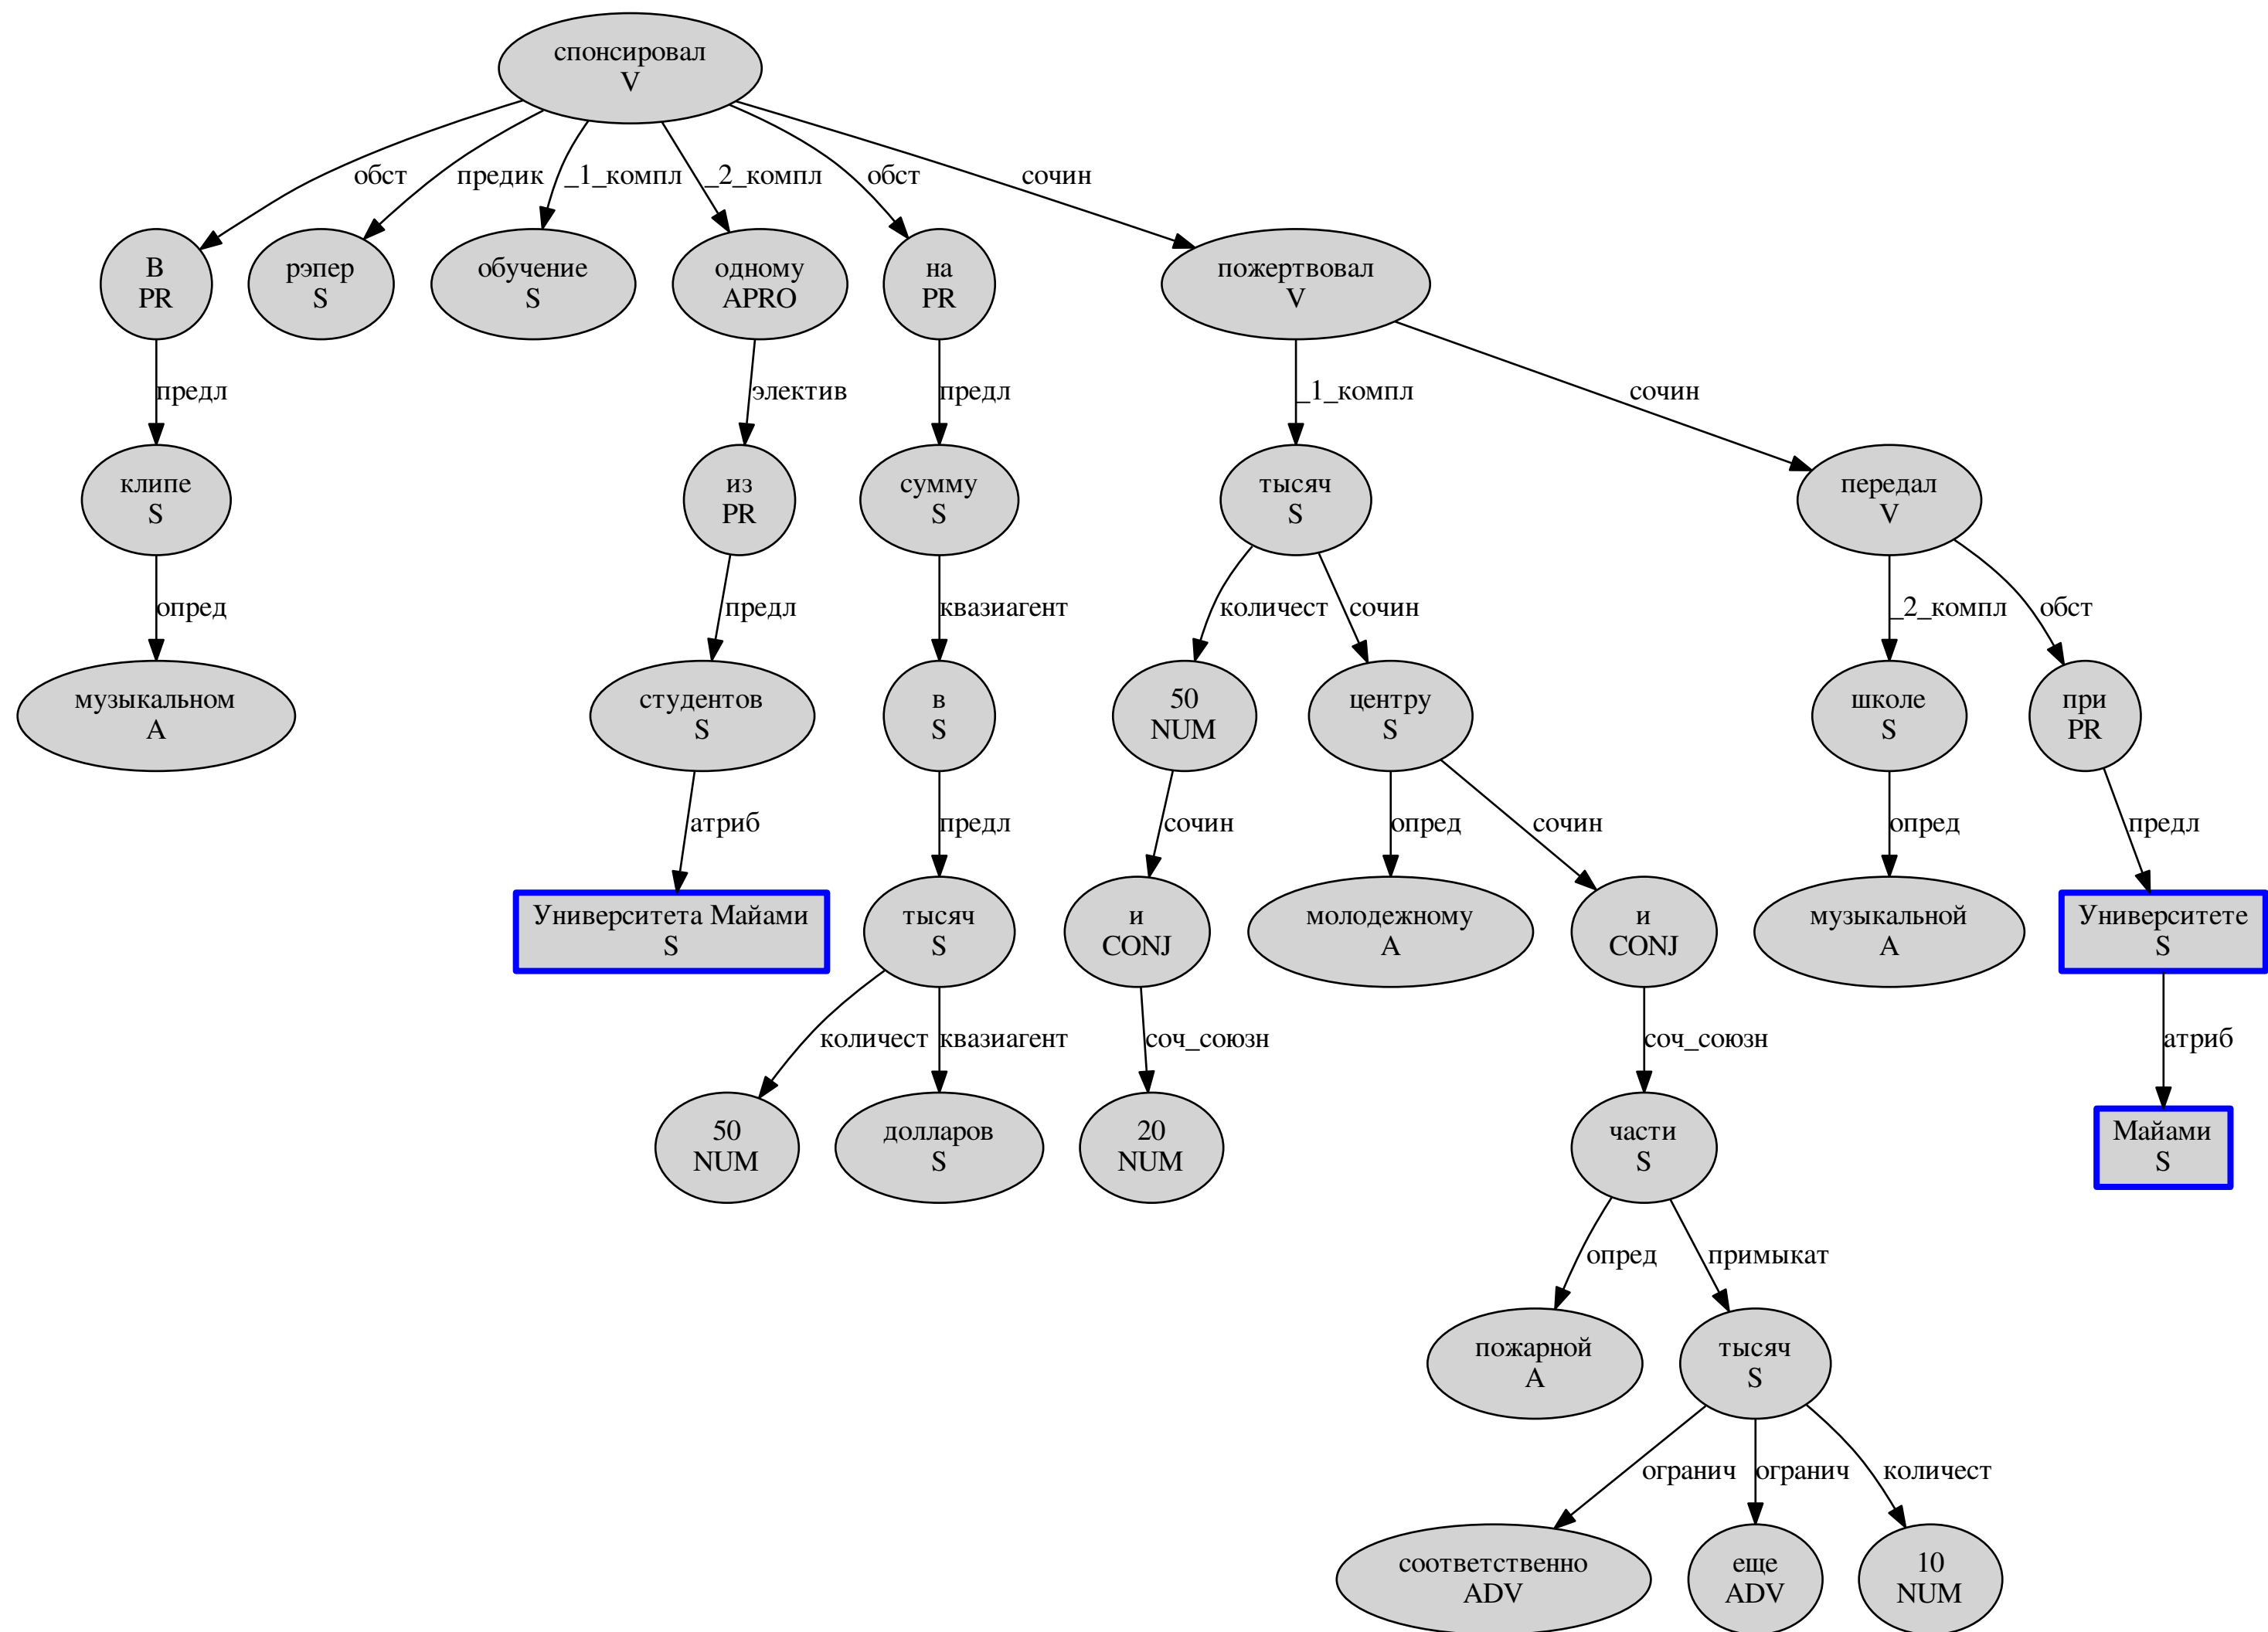 спонсировал
V
обст
предик
_1_компл
_2_компл
обст
сочин
В
PR
рэпер
S
обучение
S
одному
APRO
на
PR
пожертвовал
V
предл
электив
предл
_1_компл
сочин
клипе
S
из
PR
сумму
S
тысяч
S
передал
V
опред
предл
квазиагент
количест
сочин
_2_компл
обст
музыкальном
A
студентов
S
в
S
50
NUM
центру
S
школе
S
при
PR
атриб
предл
сочин
опред
сочин
опред
предл
Университета Майами
S
тысяч
S
и
CONJ
молодежному
A
и
CONJ
музыкальной
A
Университете
S
количест
квазиагент
соч_союзн
соч_союзн
атриб
50
NUM
долларов
S
20
NUM
части
S
Майами
S
опред
примыкат
пожарной
A
тысяч
S
огранич
огранич
количест
соответственно
ADV
еще
ADV
10
NUM